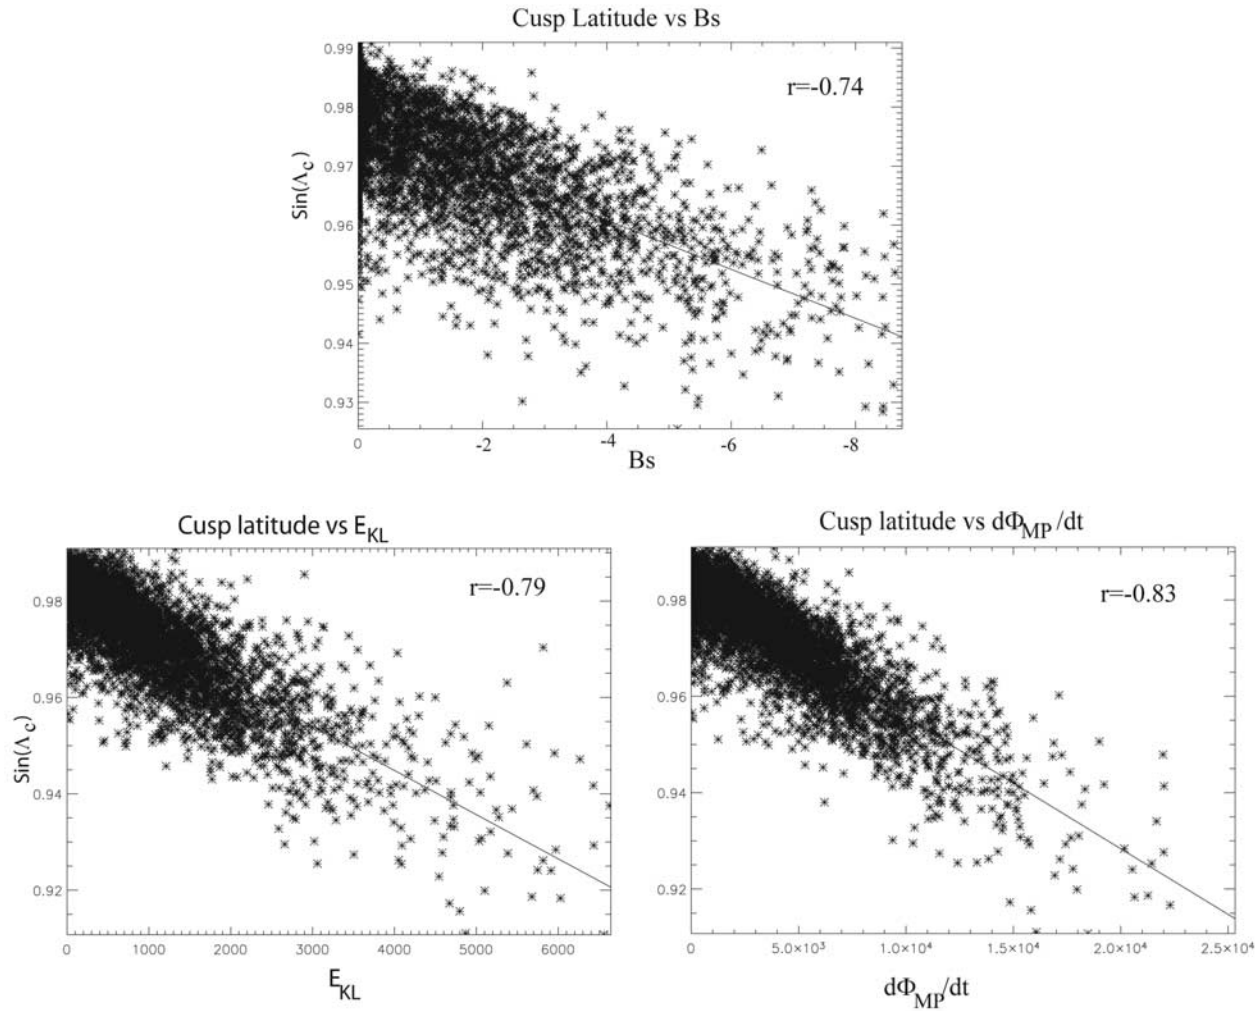 Cusp Latitude vs Bs
0.99
r=-0.74
0.98
0.97
Sin(Λc)
0.96
0.95
0.94
0.93
0 -2 -4 -6 -8
Bs
Cusp latitude vs EKL
r=-0.79
0.98
0.96
Sin(Λc)
0.94
0.92
0 1000 2000 3000 4000 5000 6000
EKL
Cusp latitude vs dΦMP/dt
r=-0.83
0.98
0.96
0.94
0.92
0 5.0×10³ 1.0×10⁴ 1.5×10⁴ 2.0×10⁴ 2.5×10⁴
dΦMP/dt